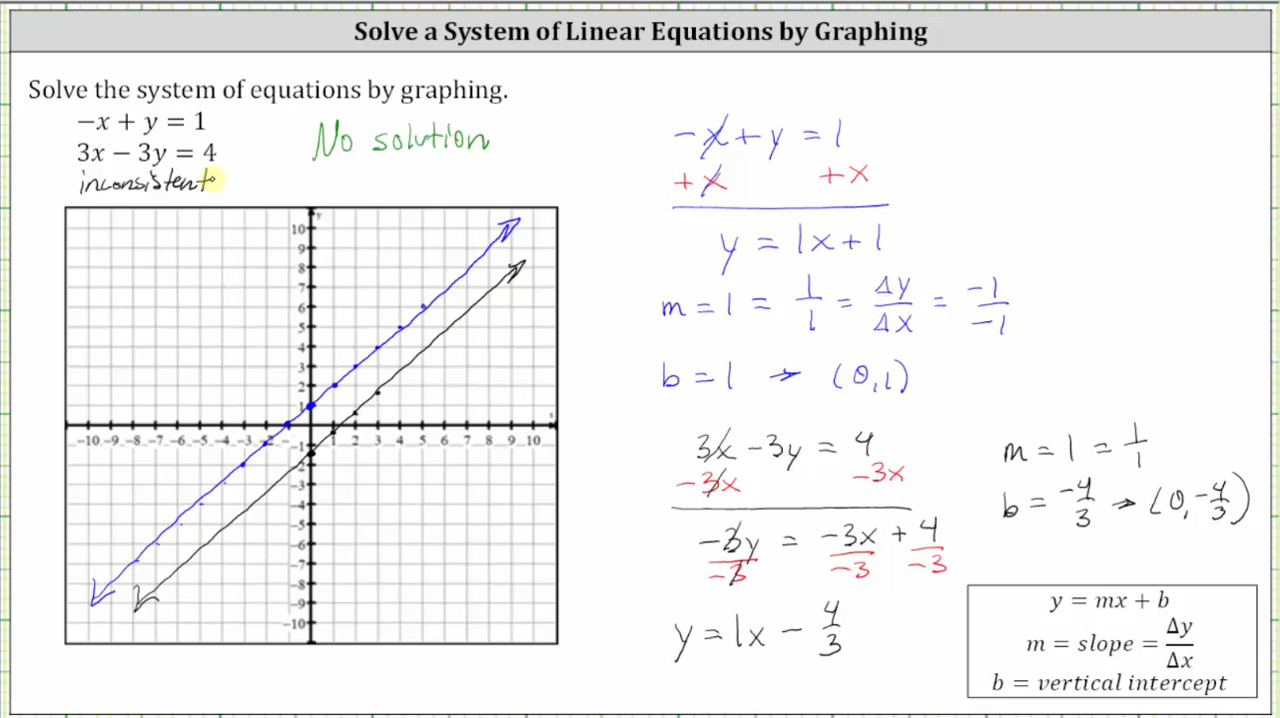 Solve a System of Linear Equations by Graphing
Solve the system of equations by graphing.
−x + y = 1
3x − 3y = 4
inconsistent
No solution
y
10
9
8
7
6
5
4
3
2
1
x
-10 -9 -8 -7 -6 -5 -4 -3 -2 -1 1 2 3 4 5 6 7 8 9 10
-1
-2
-3
-4
-5
-6
-7
-8
-9
-10
-x + y = 1
+x +x
y = 1x + 1
m = 1 = 1/1 = Δy/Δx = -1/-1
b = 1 → (0,1)
3x - 3y = 4
-3x -3x
-3y = -3x + 4
-3 -3 -3
y = 1x - 4/3
m = 1 = 1/1
b = -4/3 → (0, -4/3)
y = mx + b
m = slope = Δy/Δx
b = vertical intercept